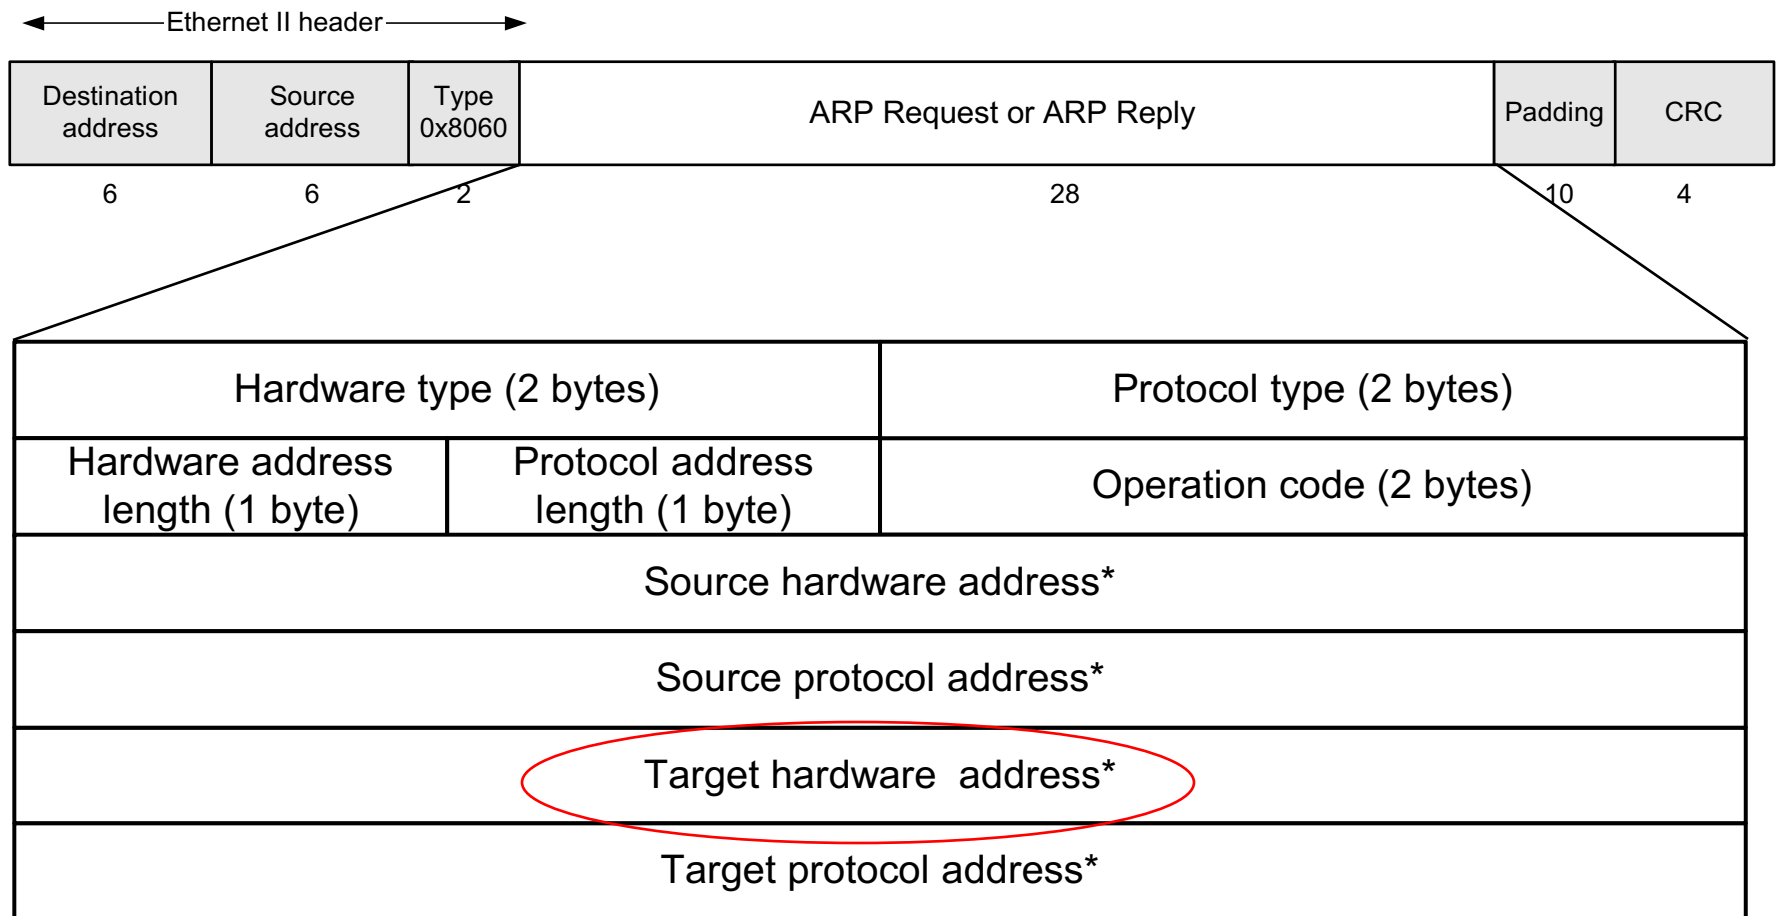 Ethernet II header
Destination
address
Source
address
Type
0x8060
ARP Request or ARP Reply
Padding
CRC
6
6
2
28
10
4
Hardware type (2 bytes)
Protocol type (2 bytes)
Hardware address
length (1 byte)
Protocol address
length (1 byte)
Operation code (2 bytes)
Source hardware address*
Source protocol address*
Target hardware  address*
Target protocol address*